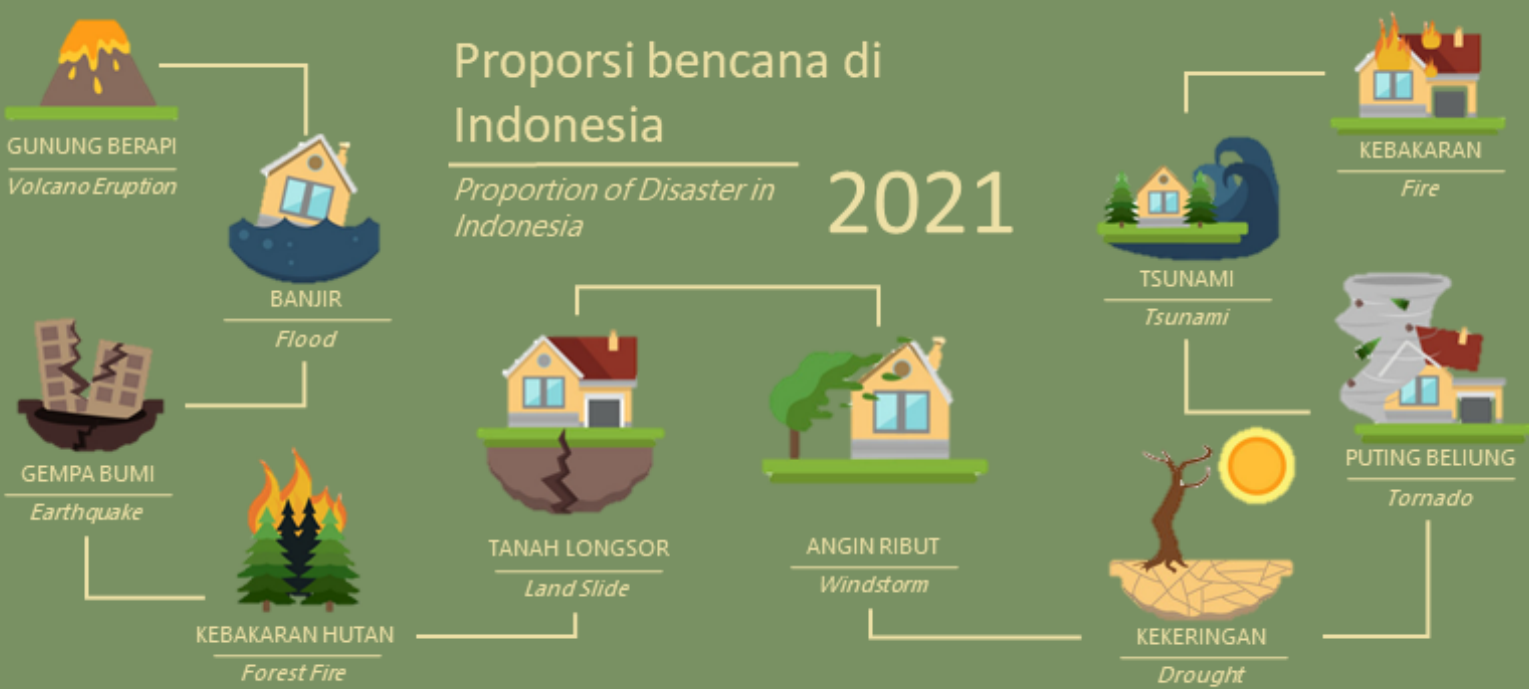 Proporsi bencana di
Indonesia
Proportion of Disaster in
Indonesia
2021
GUNUNG BERAPI
Volcano Eruption
BANJIR
Flood
GEMPA BUMI
Earthquake
KEBAKARAN HUTAN
Forest Fire
TANAH LONGSOR
Land Slide
ANGIN RIBUT
Windstorm
KEKERINGAN
Drought
PUTING BELIUNG
Tornado
TSUNAMI
Tsunami
KEBAKARAN
Fire